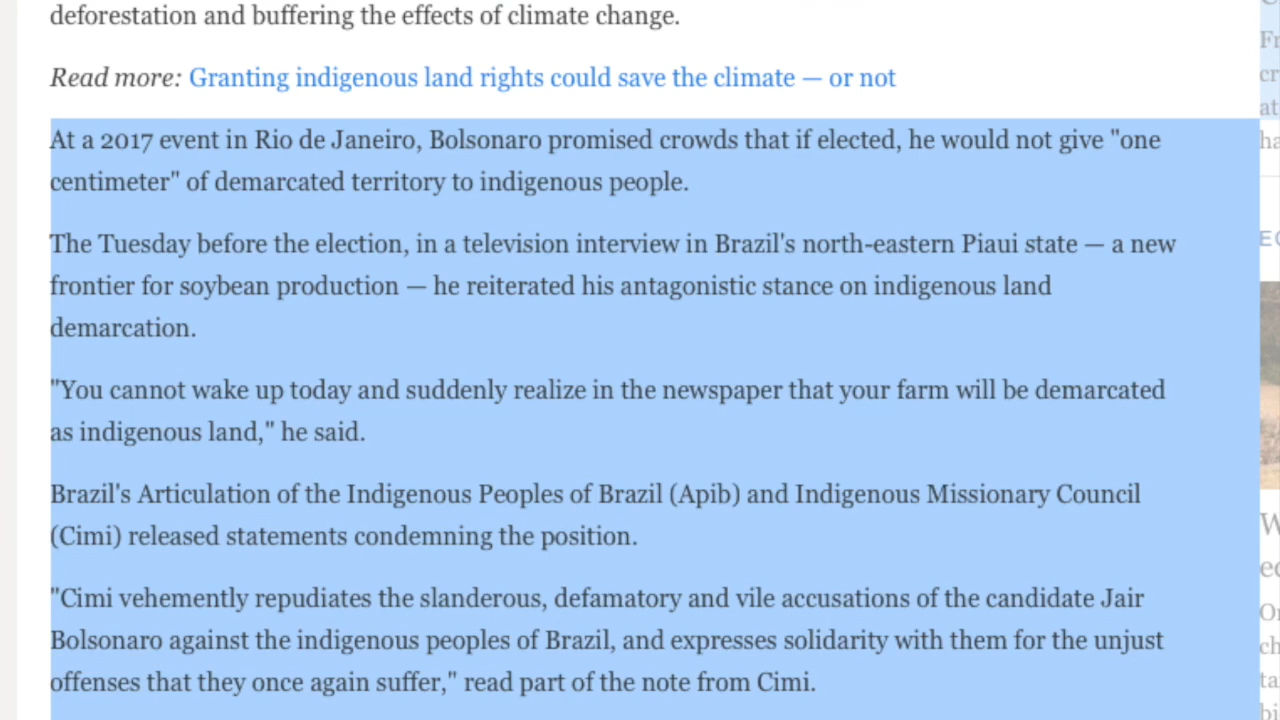 deforestation and buffering the effects of climate change.
Read more: Granting indigenous land rights could save the climate — or not
At a 2017 event in Rio de Janeiro, Bolsonaro promised crowds that if elected, he would not give "one
centimeter" of demarcated territory to indigenous people.
The Tuesday before the election, in a television interview in Brazil's north-eastern Piaui state — a new
frontier for soybean production — he reiterated his antagonistic stance on indigenous land
demarcation.
"You cannot wake up today and suddenly realize in the newspaper that your farm will be demarcated
as indigenous land," he said.
Brazil's Articulation of the Indigenous Peoples of Brazil (Apib) and Indigenous Missionary Council
(Cimi) released statements condemning the position.
"Cimi vehemently repudiates the slanderous, defamatory and vile accusations of the candidate Jair
Bolsonaro against the indigenous peoples of Brazil, and expresses solidarity with them for the unjust
offenses that they once again suffer," read part of the note from Cimi.